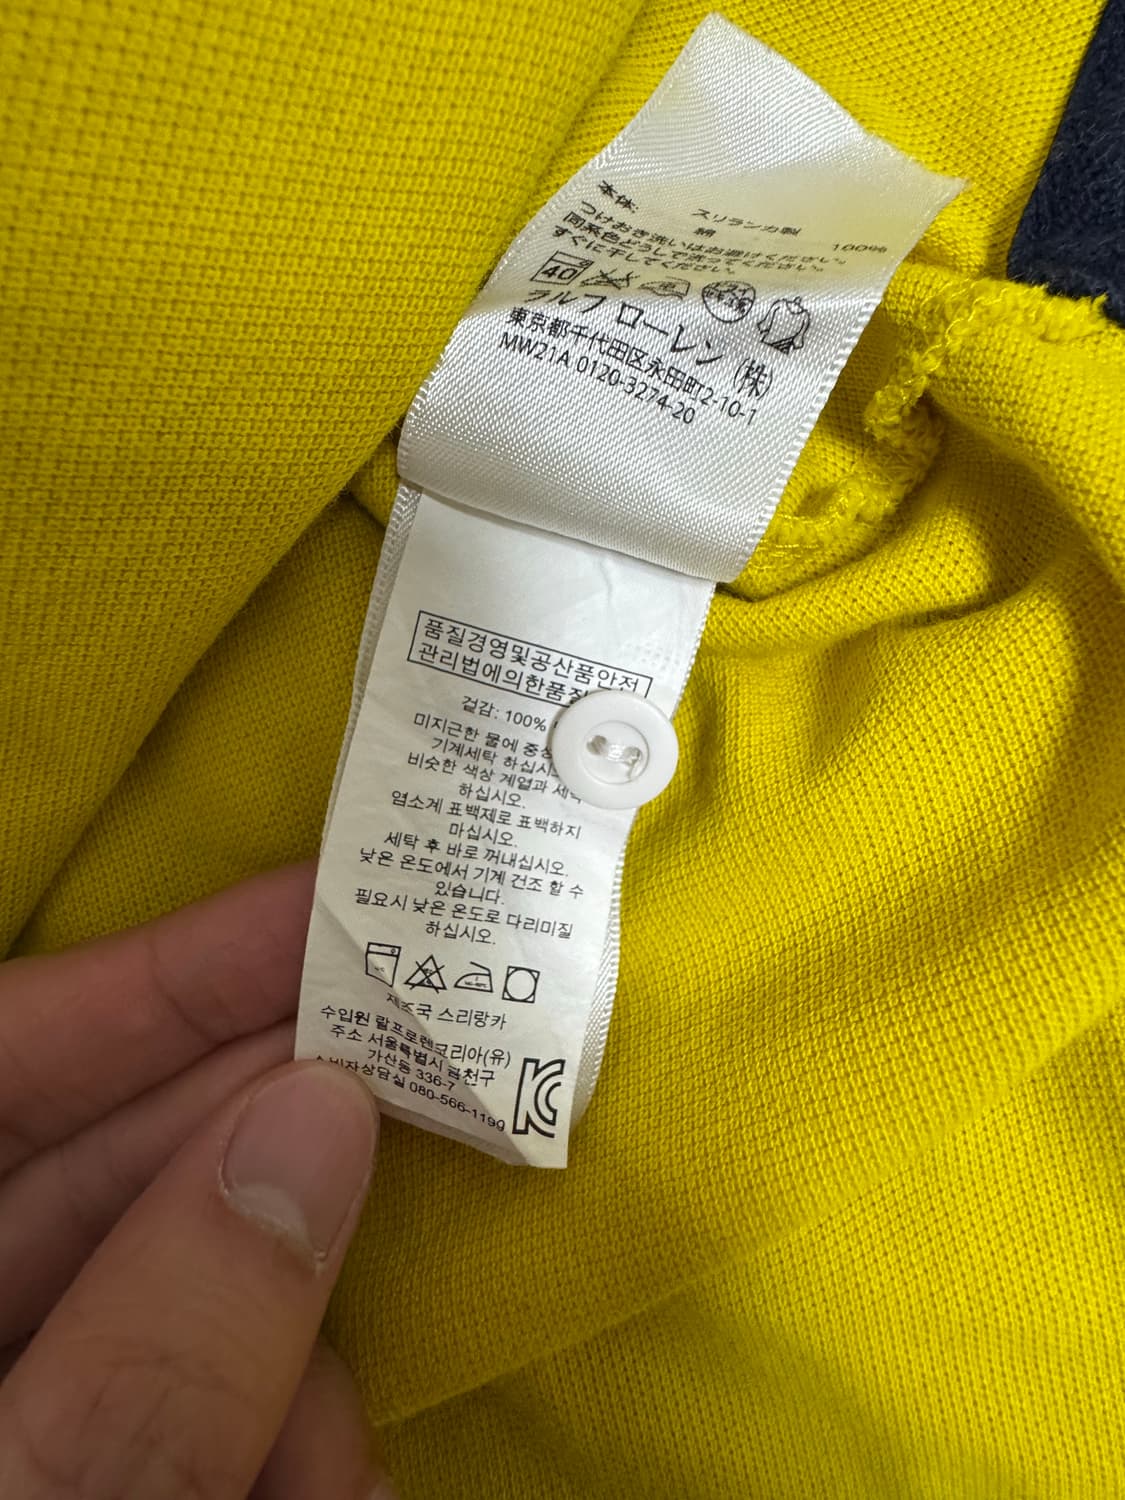 スリランカ製
本体: 綿 100%
つけおき洗いはお避けください。
同系色どうしで洗ってください。
すぐに干してください。
40
ラルフ ローレン (株)
東京都千代田区永田町2-10-1
MW21A 0120-3274-20
품질경영및공산품안전
관리법에의한품질
겉감: 100%
미지근한 물에 중성
기계세탁 하십시오.
비슷한 색상 계열과 세탁
하십시오.
염소계 표백제로 표백하지
마십시오.
세탁 후 바로 꺼내십시오.
낮은 온도에서 기계 건조 할 수
있습니다.
필요시 낮은 온도로 다리미질
하십시오.
제조국 스리랑카
수입원 랄프로렌코리아(유)
주소 서울특별시 금천구
가산동 336-7
소비자상담실 080-566-1190
KC